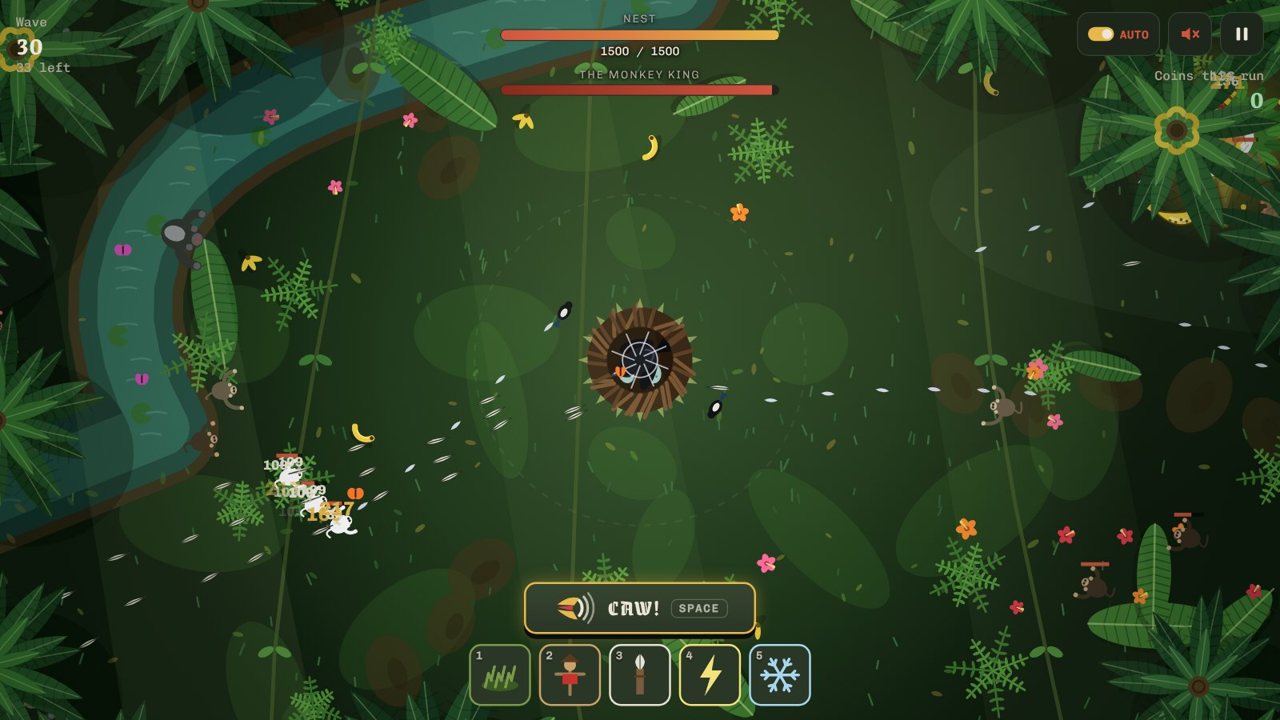 Wave
30
33 left
NEST
1500 / 1500
THE MONKEY KING
AUTO
Coins this run
0
CAW! SPACE
1 2 3 4 5